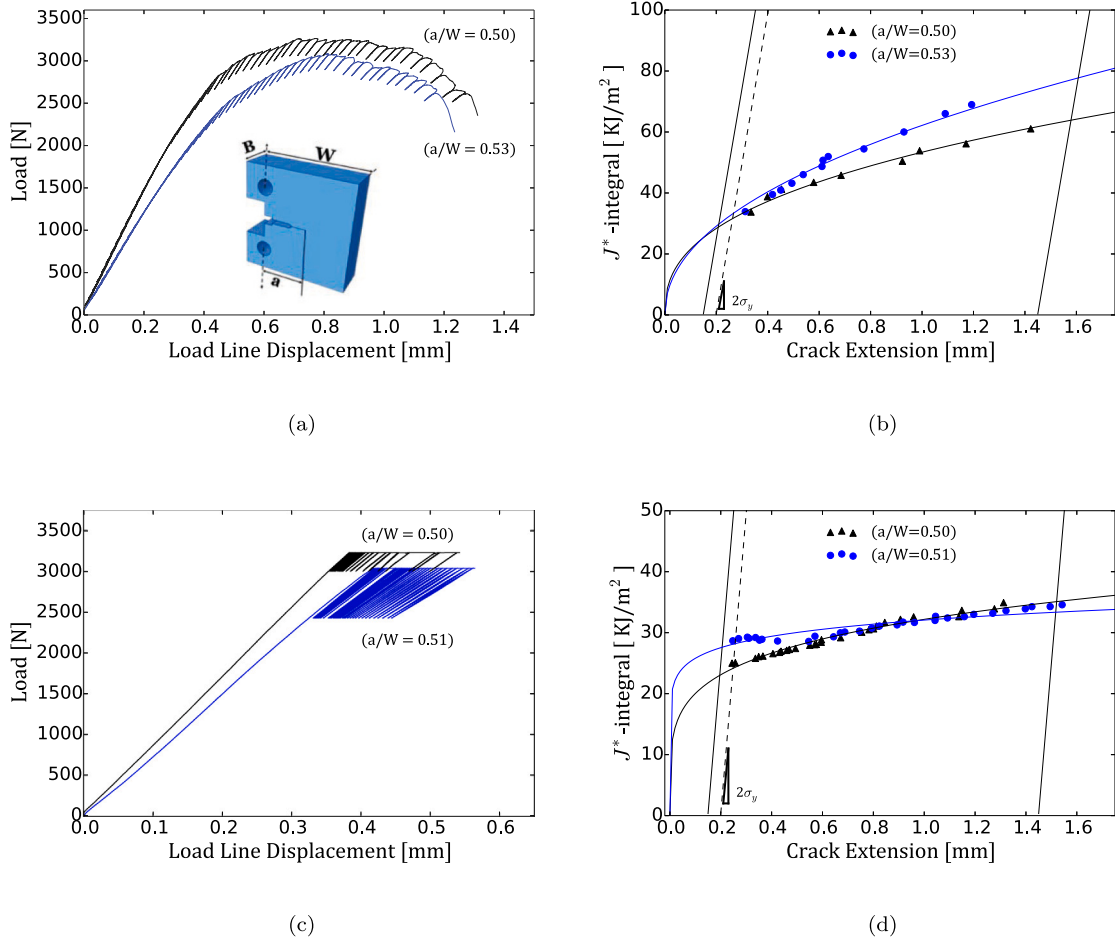 3500
3000
2500
2000
1500
1000
500
0
Load [N]
(a/W = 0.50)
(a/W = 0.53)
B
W
a
0.0 0.2 0.4 0.6 0.8 1.0 1.2 1.4
Load Line Displacement [mm]
(a)
100
80
60
40
20
0
J* -integral [ KJ/m²]
(a/W=0.50)
(a/W=0.53)
2σy
0.0 0.2 0.4 0.6 0.8 1.0 1.2 1.4 1.6
Crack Extension [mm]
(b)
3500
3000
2500
2000
1500
1000
500
0
Load [N]
(a/W = 0.50)
(a/W = 0.51)
0.0 0.1 0.2 0.3 0.4 0.5 0.6
Load Line Displacement [mm]
(c)
50
40
30
20
10
0
J* -integral [ KJ/m²]
(a/W=0.50)
(a/W=0.51)
2σy
0.0 0.2 0.4 0.6 0.8 1.0 1.2 1.4 1.6
Crack Extension [mm]
(d)